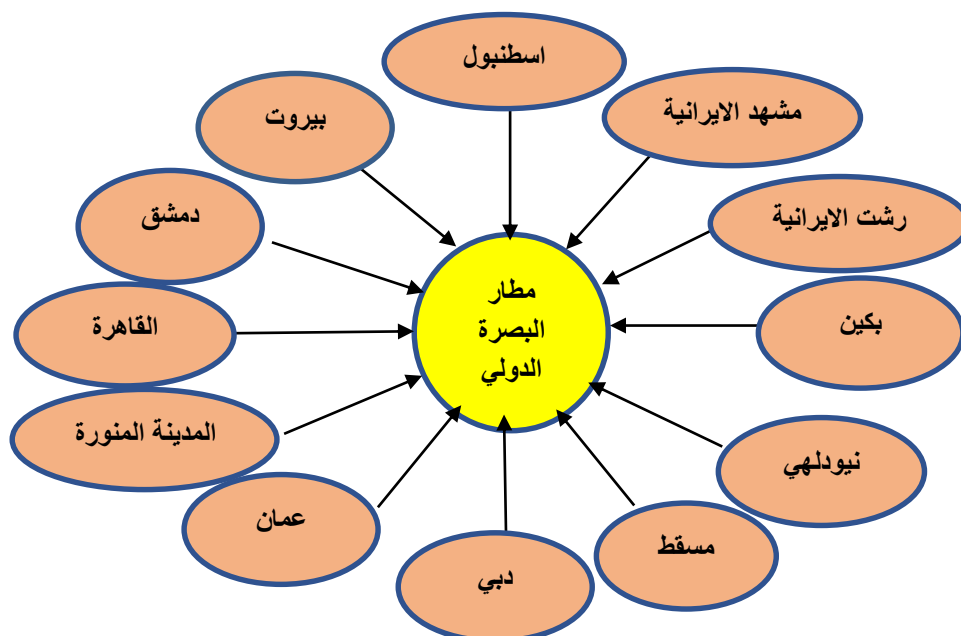 اسطنبول
مشهد الايرانية
بيروت
رشت الايرانية
دمشق
مطار
البصرة
الدولي
بكين
القاهرة
المدينة المنورة
نيودلهي
عمان
مسقط
دبي